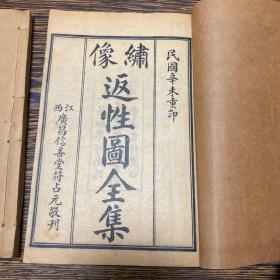 民國辛未重印
繡像
返性圖全集
江西廣昌信善堂符占元敬刊